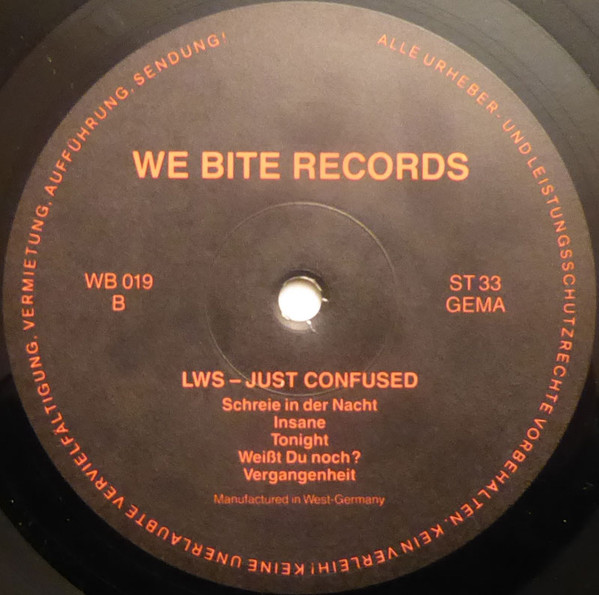 ALLE URHEBER- UND LEISTUNGSSCHUTZRECHTE VORBEHALTEN. KEIN VERLEIH! KEINE UNERLAUBTE VERVIELFÄLTIGUNG, VERMIETUNG, AUFFÜHRUNG, SENDUNG!
WE BITE RECORDS
WB 019
B
ST 33
GEMA
LWS – JUST CONFUSED
Schreie in der Nacht
Insane
Tonight
Weißt Du noch?
Vergangenheit
Manufactured in West-Germany